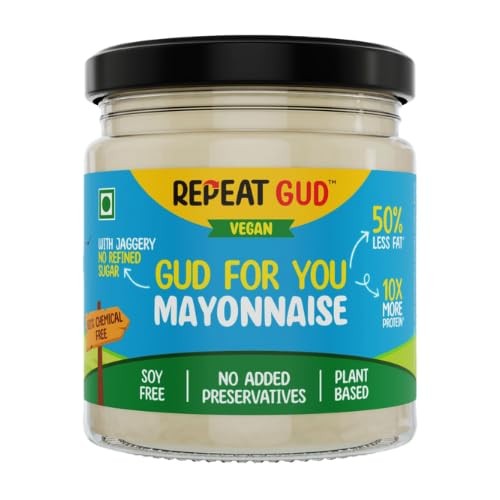 REPEAT GUD™
VEGAN
WITH JAGGERY
NO REFINED
SUGAR
50%
LESS FAT*
GUD FOR YOU
MAYONNAISE
10X
MORE
PROTEIN*
100% CHEMICAL
FREE
SOY
FREE
NO ADDED
PRESERVATIVES
PLANT
BASED